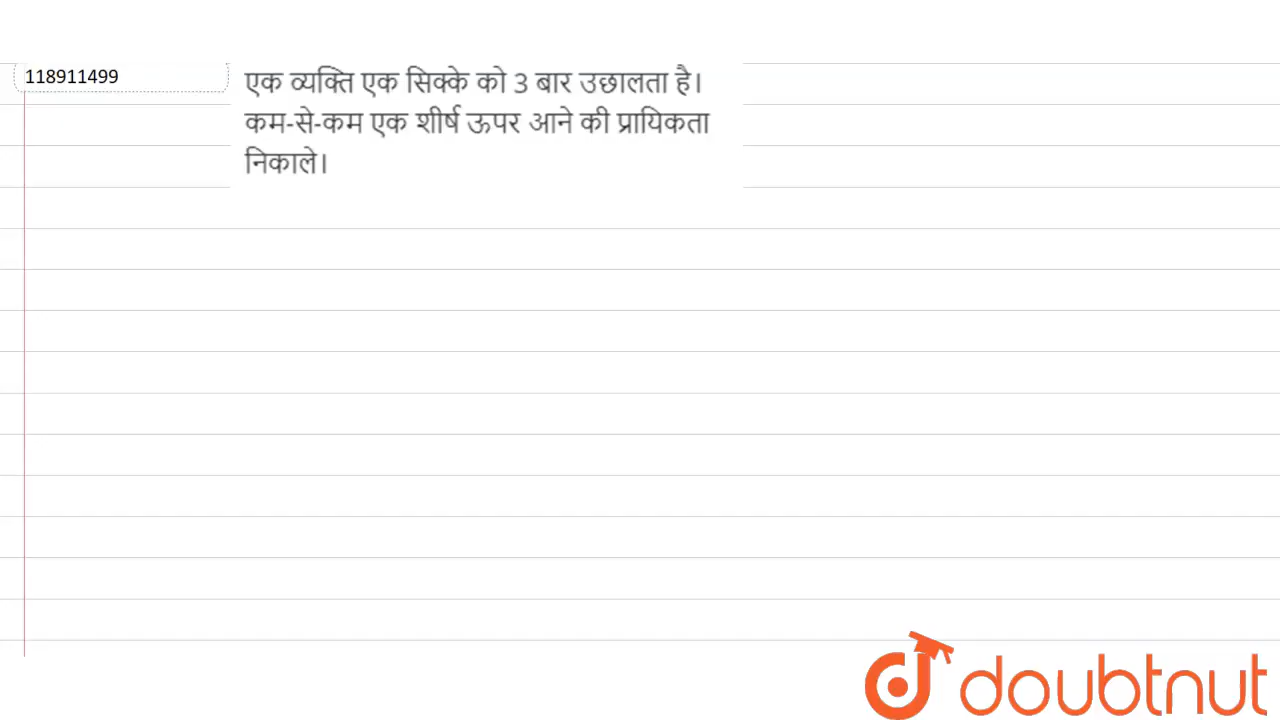 118911499
एक व्यक्ति एक सिक्के को 3 बार उछालता है।
कम-से-कम एक शीर्ष ऊपर आने की प्रायिकता
निकाले।
doubtnut